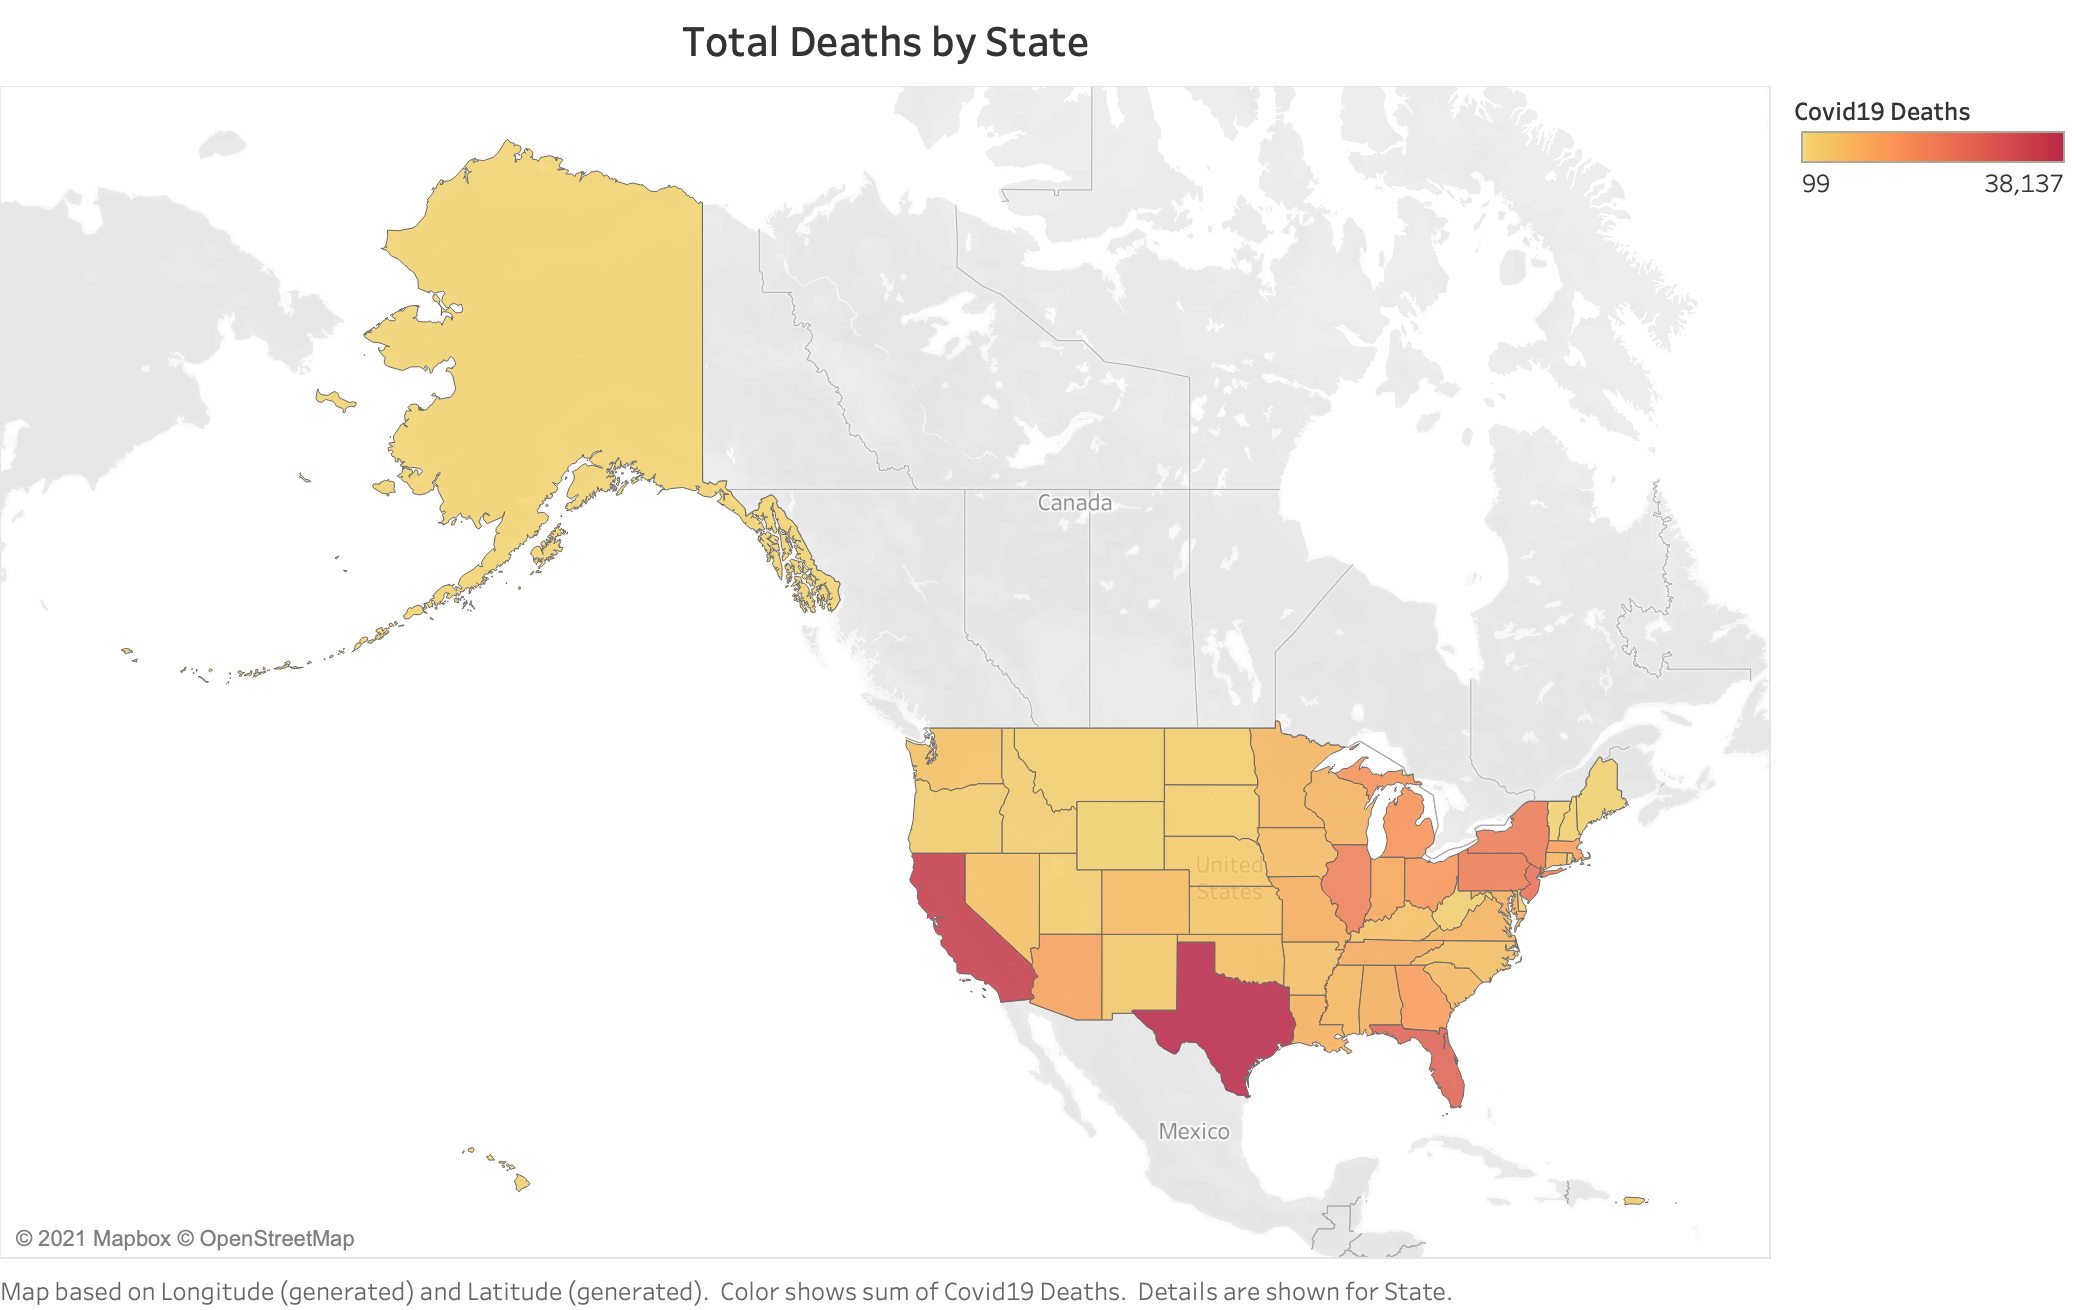 Total Deaths by State
Covid19 Deaths
99 38,137
Canada
United
States
Mexico
© 2021 Mapbox © OpenStreetMap
Map based on Longitude (generated) and Latitude (generated).  Color shows sum of Covid19 Deaths.  Details are shown for State.